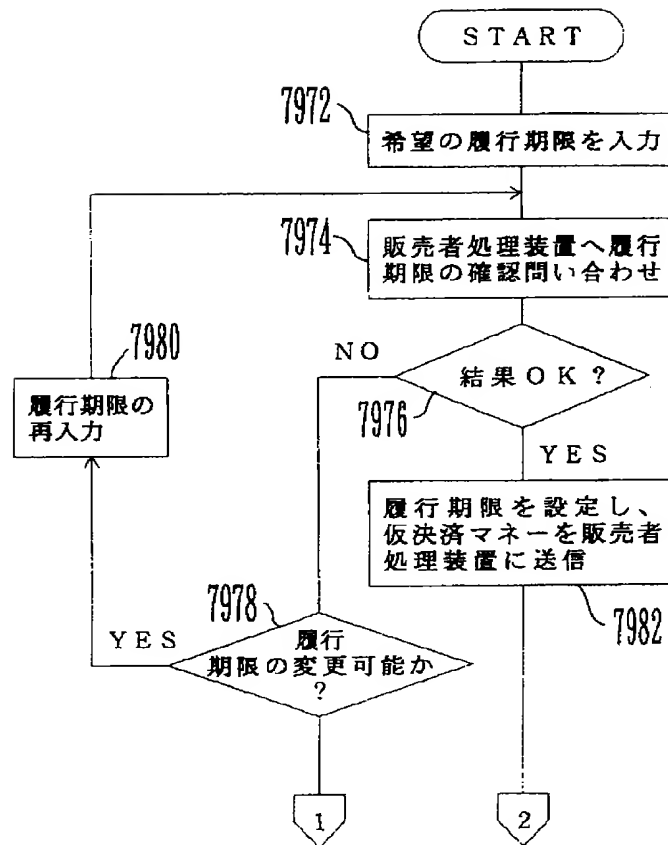 START
7972
希望の履行期限を入力
7974
販売者処理装置へ履行
期限の確認問い合わせ
7980
履行期限の
再入力
NO
結果OK?
7976
YES
履行期限を設定し、
仮決済マネーを販売者
処理装置に送信
7982
7978
YES
履行
期限の変更可能か
?
1
2